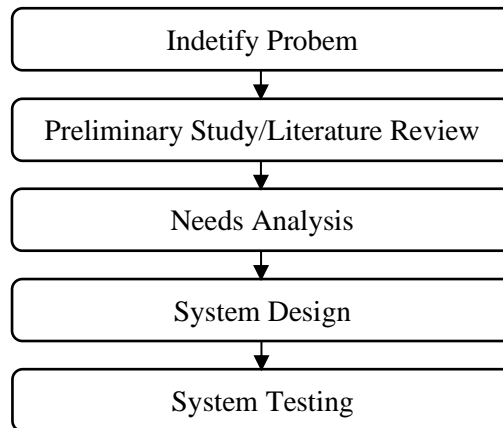 Indetify Probem
Preliminary Study/Literature Review
Needs Analysis
System Design
System Testing